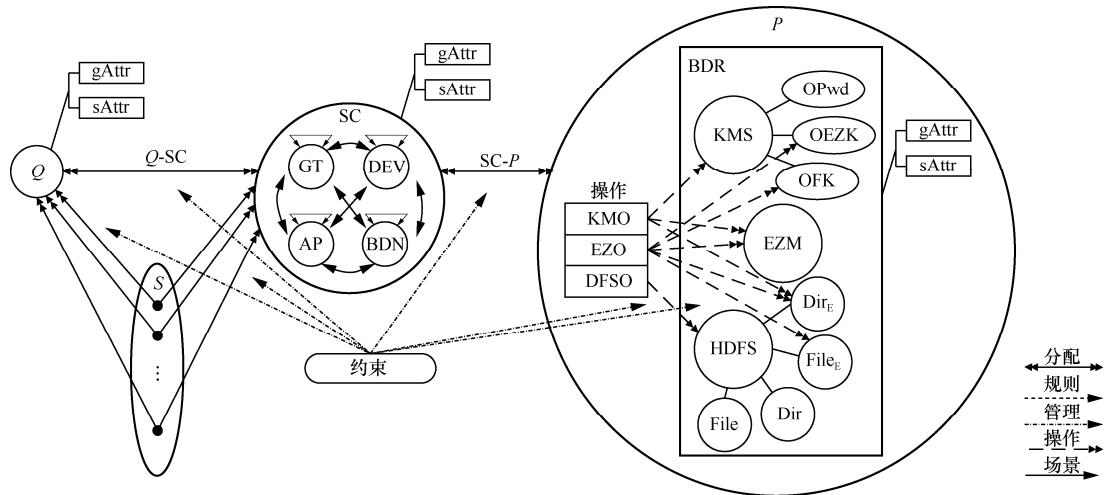 P
BDR
gAttr
sAttr
gAttr
sAttr
Q
Q-SC
SC
GT
DEV
AP
BDN
SC-P
操作
KMO
EZO
DFSO
KMS
OPwd
OEZK
OFK
gAttr
sAttr
EZM
DirE
HDFS
FileE
File
Dir
S
⋮
约束
分配
规则
管理
操作
场景